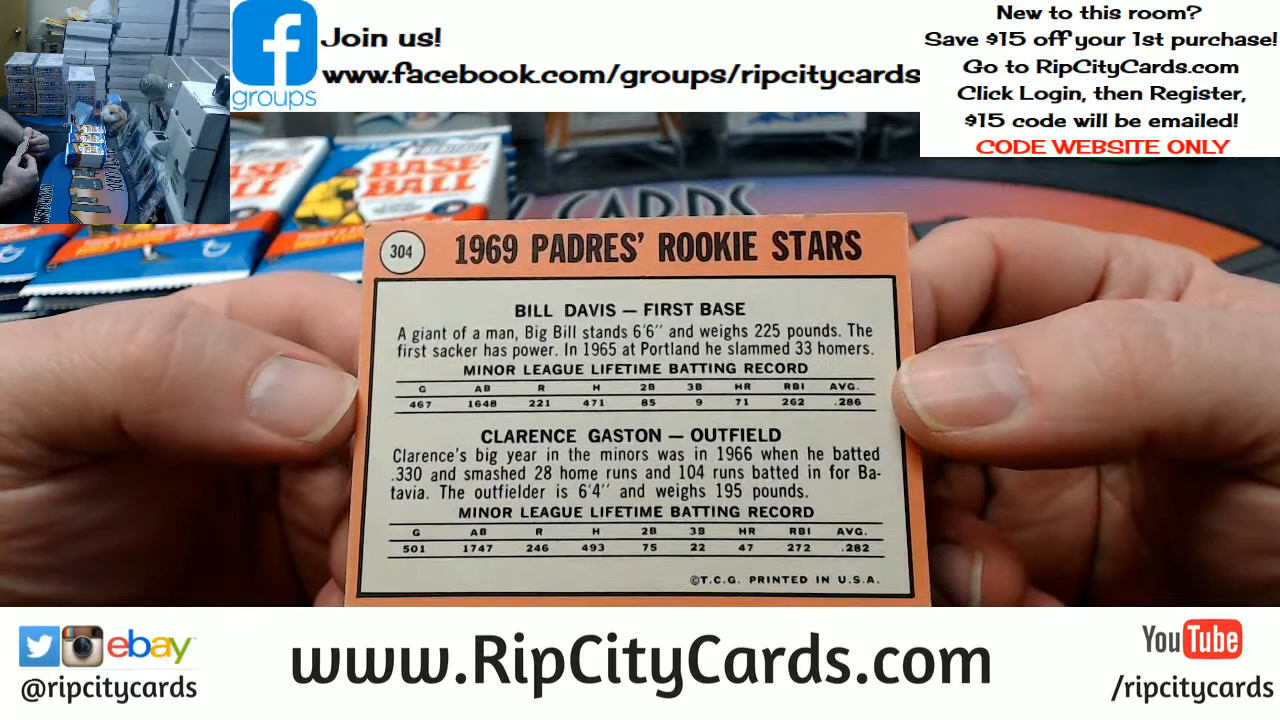 Join us!
www.facebook.com/groups/ripcitycards
groups
New to this room?
Save $15 off your 1st purchase!
Go to RipCityCards.com
Click Login, then Register,
$15 code will be emailed!
CODE WEBSITE ONLY
BASE-
BALL
CARDS
304
1969 PADRES' ROOKIE STARS
BILL DAVIS — FIRST BASE
A giant of a man, Big Bill stands 6'6'' and weighs 225 pounds. The
first sacker has power. In 1965 at Portland he slammed 33 homers.
MINOR LEAGUE LIFETIME BATTING RECORD
G AB R H 2B 3B HR RBI AVG.
467 1648 221 471 85 9 71 262 .286
CLARENCE GASTON — OUTFIELD
Clarence's big year in the minors was in 1966 when he batted
.330 and smashed 28 home runs and 104 runs batted in for Ba-
tavia. The outfielder is 6'4'' and weighs 195 pounds.
MINOR LEAGUE LIFETIME BATTING RECORD
G AB R H 2B 3B HR RBI AVG.
501 1747 246 493 75 22 47 272 .282
©T.C.G. PRINTED IN U.S.A.
ebay
@ripcitycards
www.RipCityCards.com
YouTube
/ripcitycards